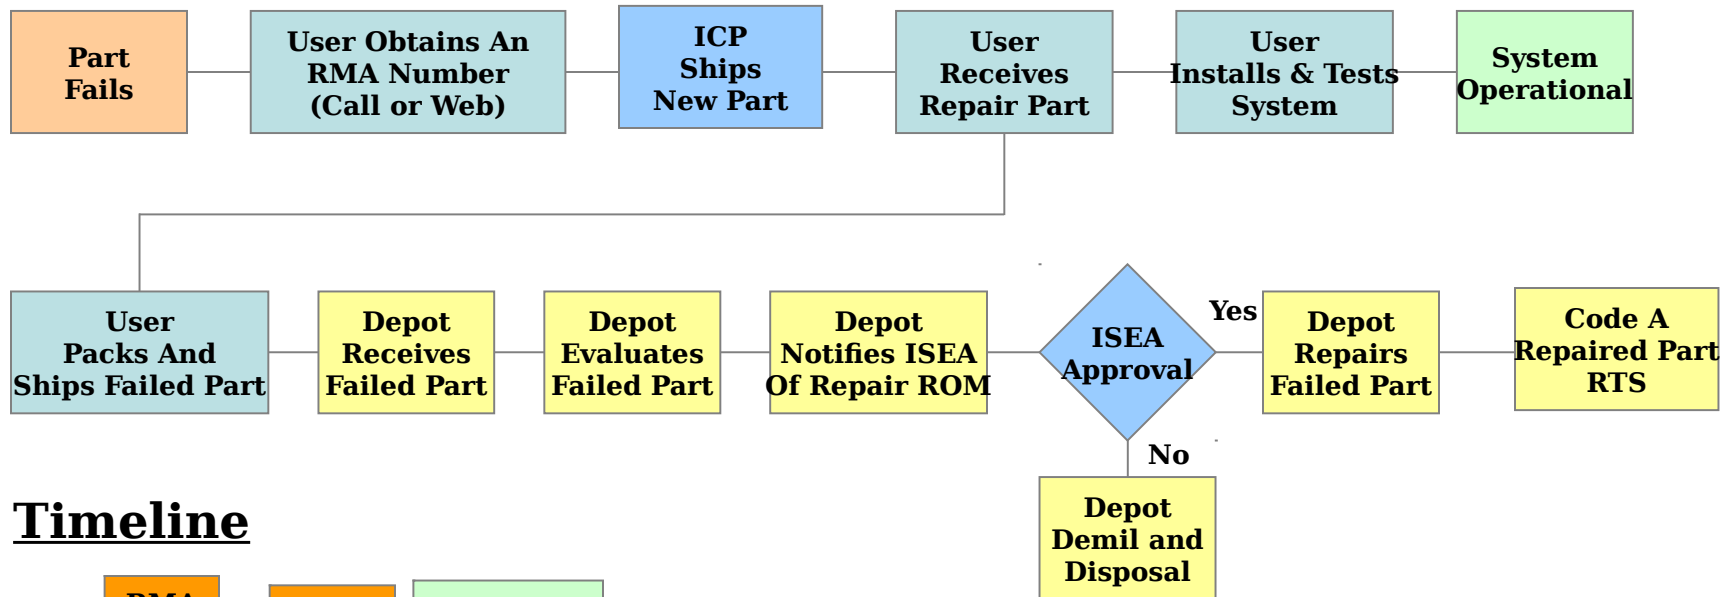 Part
Fails
User Obtains An
RMA Number
(Call or Web)
ICP
Ships
New Part
User
Receives
Repair Part
User
Installs & Tests
System
System
Operational
User
Packs And
Ships Failed Part
Depot
Receives
Failed Part
Depot
Evaluates
Failed Part
Depot
Notifies ISEA
Of Repair ROM
ISEA
Approval
Yes
Depot
Repairs
Failed Part
Code A
Repaired Part
RTS
No
Depot
Demil and
Disposal
Timeline
RMA